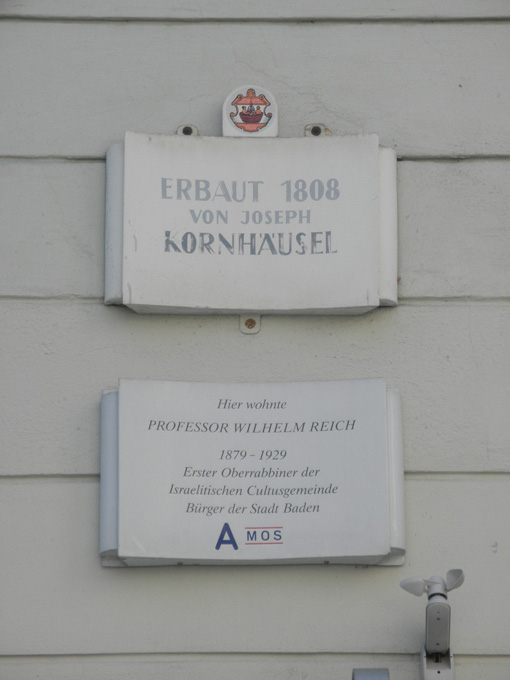 ERBAUT 1808
VON JOSEPH
KORNHÄUSEL
Hier wohnte
PROFESSOR WILHELM REICH
1879 - 1929
Erster Oberrabbiner der
Israelitischen Cultusgemeinde
Bürger der Stadt Baden
AMOS